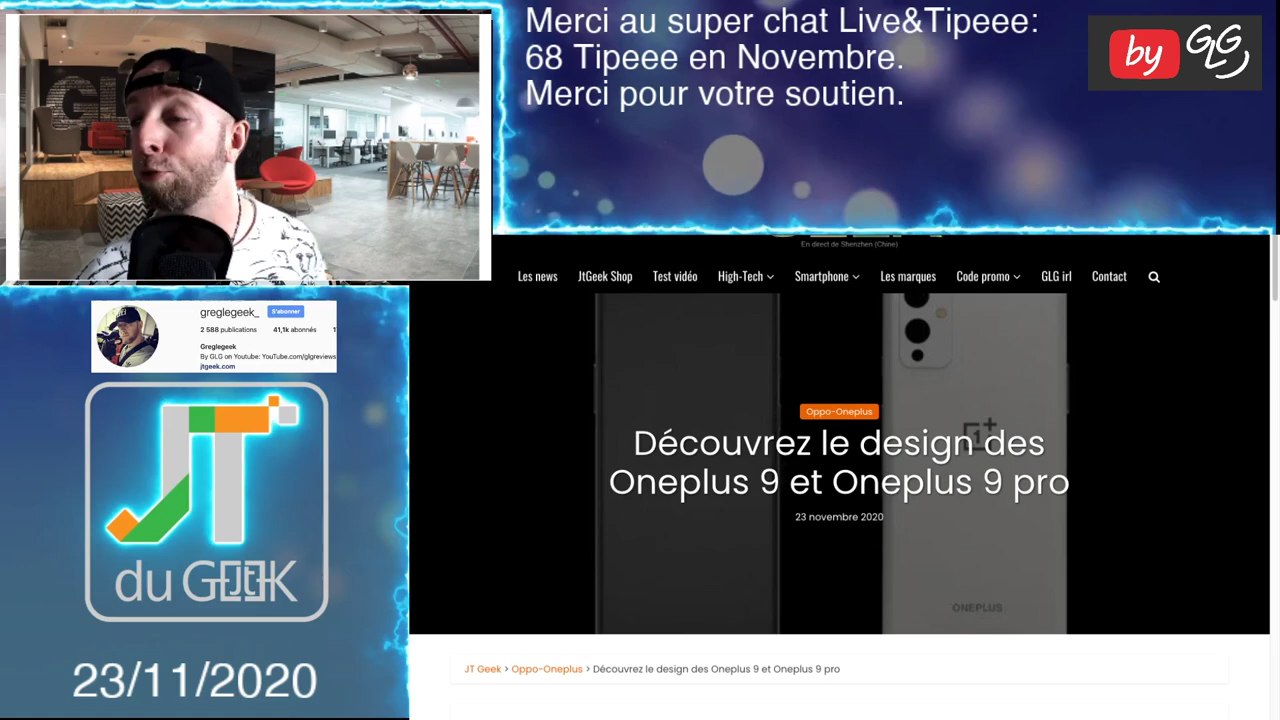 Merci au super chat Live&Tipeee:
68 Tipeee en Novembre.
Merci pour votre soutien.
by GLG
En direct de Shenzhen (Chine)
Les news JtGeek Shop Test vidéo High-Tech Smartphone Les marques Code promo GLG irl Contact
greglegeek_ S'abonner
2 588 publications 41,1k abonnés
Greglegeek
By GLG on Youtube: YouTube.com/glgreviews
jtgeek.com
JT
du GEEK
23/11/2020
Oppo-Oneplus
Découvrez le design des
Oneplus 9 et Oneplus 9 pro
23 novembre 2020
ONEPLUS
JT Geek > Oppo-Oneplus > Découvrez le design des Oneplus 9 et Oneplus 9 pro